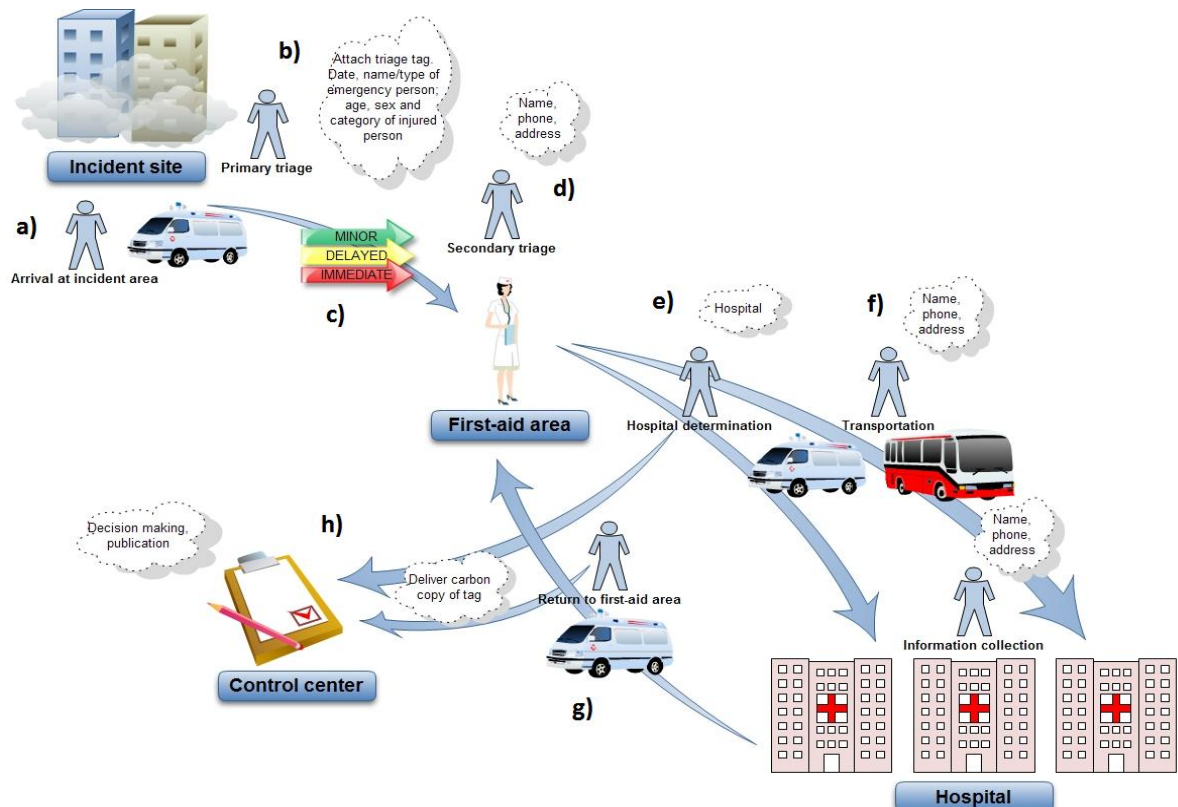 b)
Attach triage tag.
Date, name/type of
emergency person;
age, sex and
category of injured
person
Primary triage
Incident site
Name,
phone,
address
d)
Secondary triage
a)
Arrival at incident area
MINOR
DELAYED
IMMEDIATE
c)
First-aid area
e)
Hospital
Hospital determination
f)
Name,
phone,
address
Transportation
h)
Decision making,
publication
Deliver carbon
copy of tag
Control center
Return to first-aid area
g)
Name,
phone,
address
Information collection
Hospital